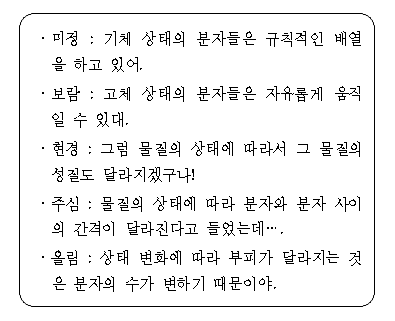 · 미정 : 기체 상태의 분자들은 규칙적인 배열
을 하고 있어.
· 보람 : 고체 상태의 분자들은 자유롭게 움직
일 수 있대.
· 현경 : 그럼 물질의 상태에 따라서 그 물질의
성질도 달라지겠구나!
· 주심 : 물질의 상태에 따라 분자와 분자 사이
의 간격이 달라진다고 들었는데….
· 올림 : 상태 변화에 따라 부피가 달라지는 것
은 분자의 수가 변하기 때문이야.